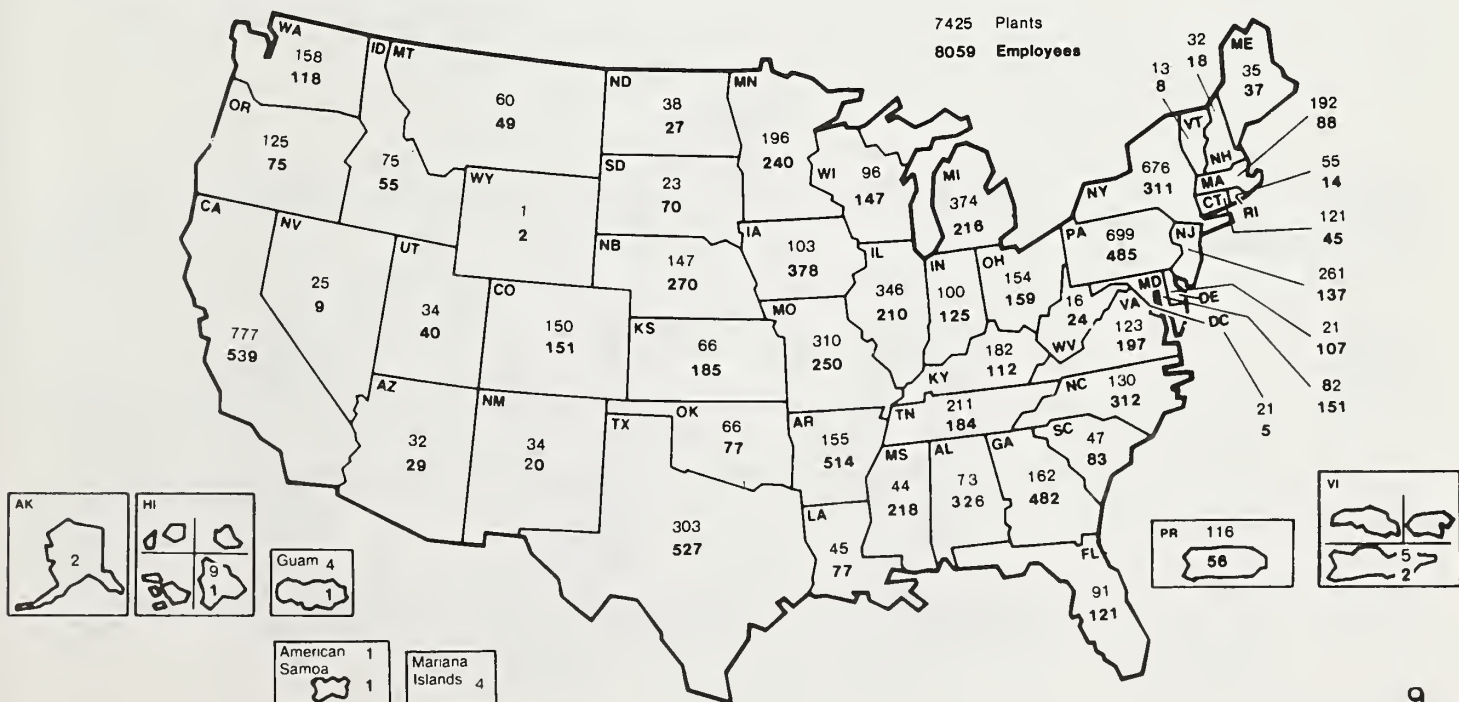 7425 Plants
8059 Employees
WA
158
118
ID
MT
60
49
ND
38
27
MN
196
240
32
18
ME
35
37
13
8
VT
NH
192
88
OR
125
75
75
55
WY
1
2
SD
23
70
WI
96
147
MI
374
216
NY
676
311
MA
CT
RI
55
14
121
45
CA
777
539
NV
25
9
UT
34
40
CO
150
151
NB
147
270
IA
103
378
IL
346
210
IN
100
125
OH
154
159
PA
699
485
NJ
261
137
MD
DE
DC
21
107
82
151
21
5
WV
16
24
VA
123
197
KS
66
185
MO
310
250
KY
182
112
AZ
32
29
NM
34
20
TX
303
527
OK
66
77
AR
155
514
TN
211
184
NC
130
312
SC
47
83
MS
44
218
AL
73
326
GA
162
482
LA
45
77
FL
91
121
AK
2
HI
9
1
Guam 4
1
American 1
Samoa
1
Mariana
Islands 4
PR 116
56
VI
5
2
9